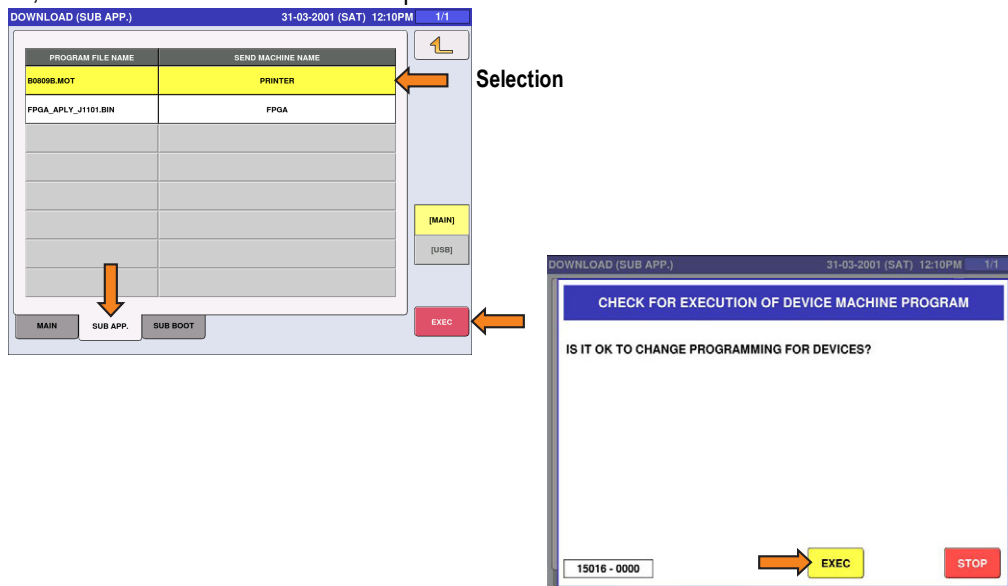 DOWNLOAD (SUB APP.) 31-03-2001 (SAT) 12:10PM 1/1
PROGRAM FILE NAME SEND MACHINE NAME
B0809B.MOT PRINTER
Selection
FPGA_APLY_J1101.BIN FPGA
[MAIN]
[USB]
MAIN SUB APP. SUB BOOT EXEC
DOWNLOAD (SUB APP.) 31-03-2001 (SAT) 12:10PM 1/1
CHECK FOR EXECUTION OF DEVICE MACHINE PROGRAM
IS IT OK TO CHANGE PROGRAMMING FOR DEVICES?
15016 - 0000 EXEC STOP